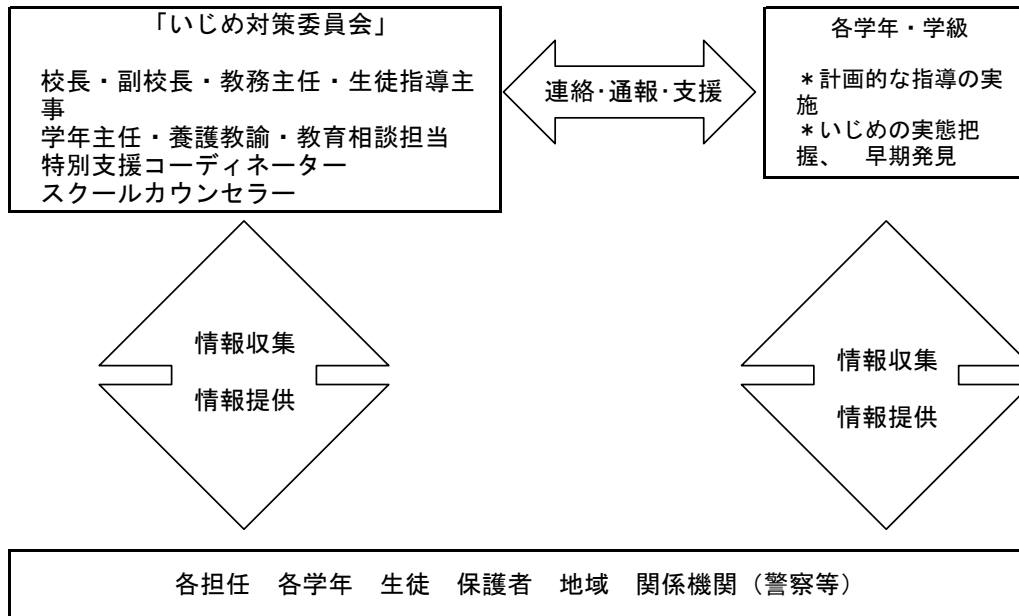 「いじめ対策委員会」
校長・副校長・教務主任・生徒指導主
事
学年主任・養護教諭・教育相談担当
特別支援コーディネーター
スクールカウンセラー
連絡･通報･支援
各学年・学級
＊計画的な指導の実
施
＊いじめの実態把
握、　早期発見
情報収集
情報提供
情報収集
情報提供
各担任　各学年　生徒　保護者　地域　関係機関（警察等）